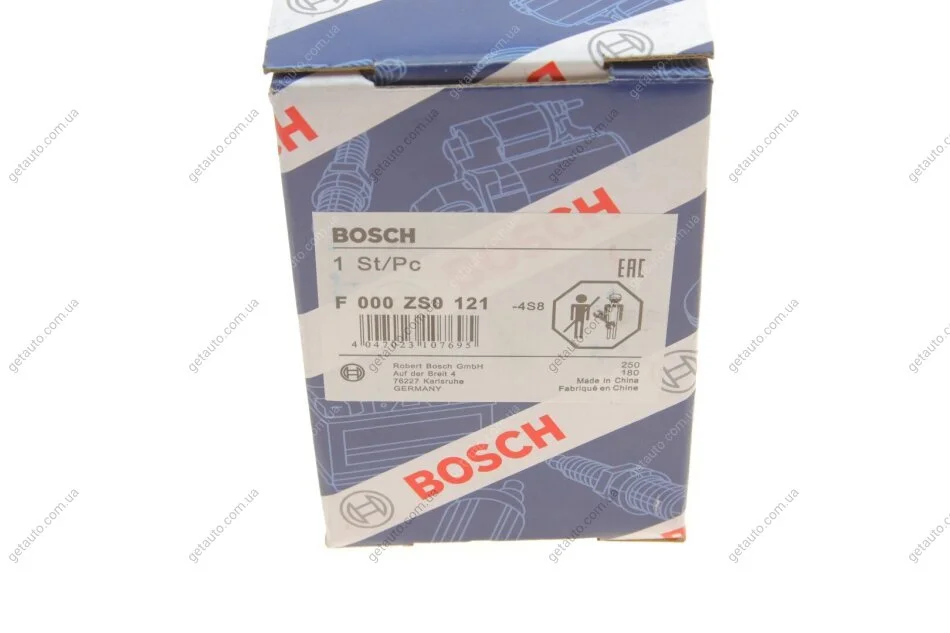 BOSCH
BOSCH
BOSCH
1 St/Pc
EAC
F 000 ZS0 121
-4S8
4 047023 107695
Robert Bosch GmbH
Auf der Breit 4
76227 Karlsruhe
GERMANY
250
180
Made in China
Fabriqué en Chine
BOSCH
getauto.com.ua